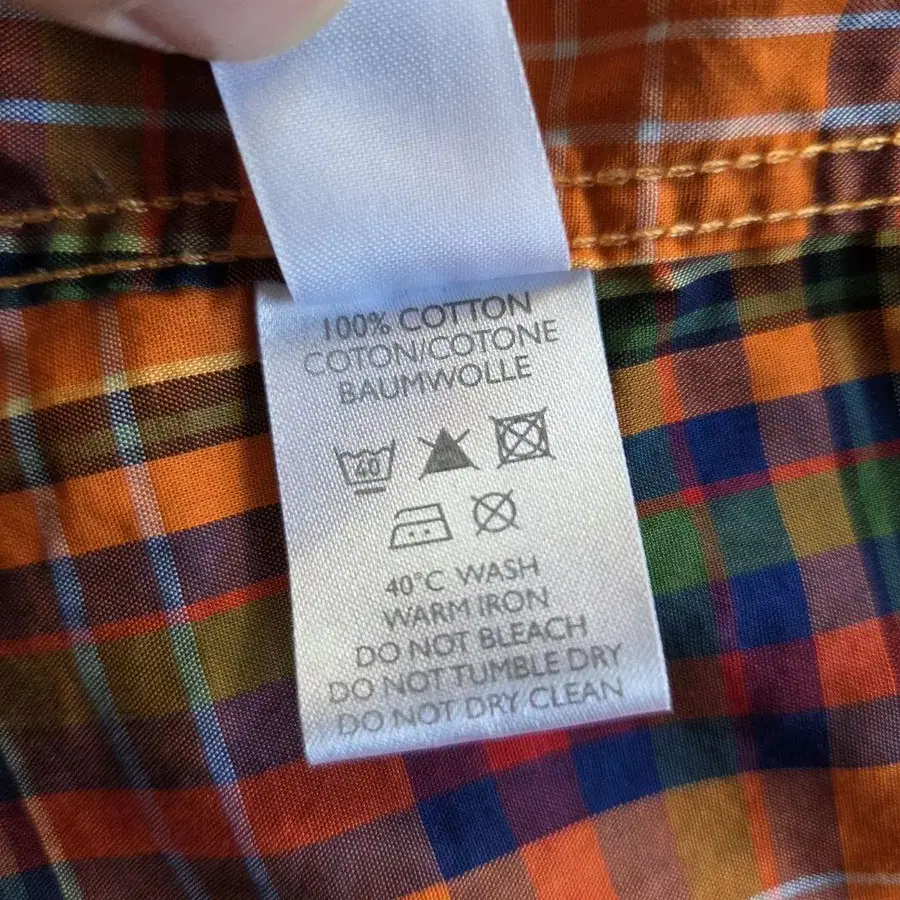 100% COTTON
COTON/COTONE
BAUMWOLLE
40
40°C WASH
WARM IRON
DO NOT BLEACH
DO NOT TUMBLE DRY
DO NOT DRY CLEAN